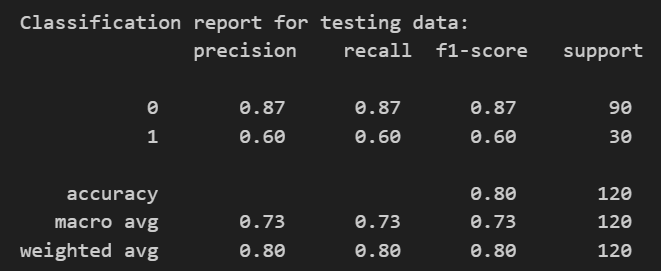 Classification report for testing data:
precision recall f1-score support
0 0.87 0.87 0.87 90
1 0.60 0.60 0.60 30
accuracy 0.80 120
macro avg 0.73 0.73 0.73 120
weighted avg 0.80 0.80 0.80 120